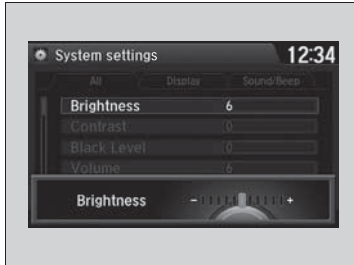 System settings 12:34
All Display Sound/Beep
Brightness 6
Contrast 0
Black Level 0
Volume 6
Brightness - +